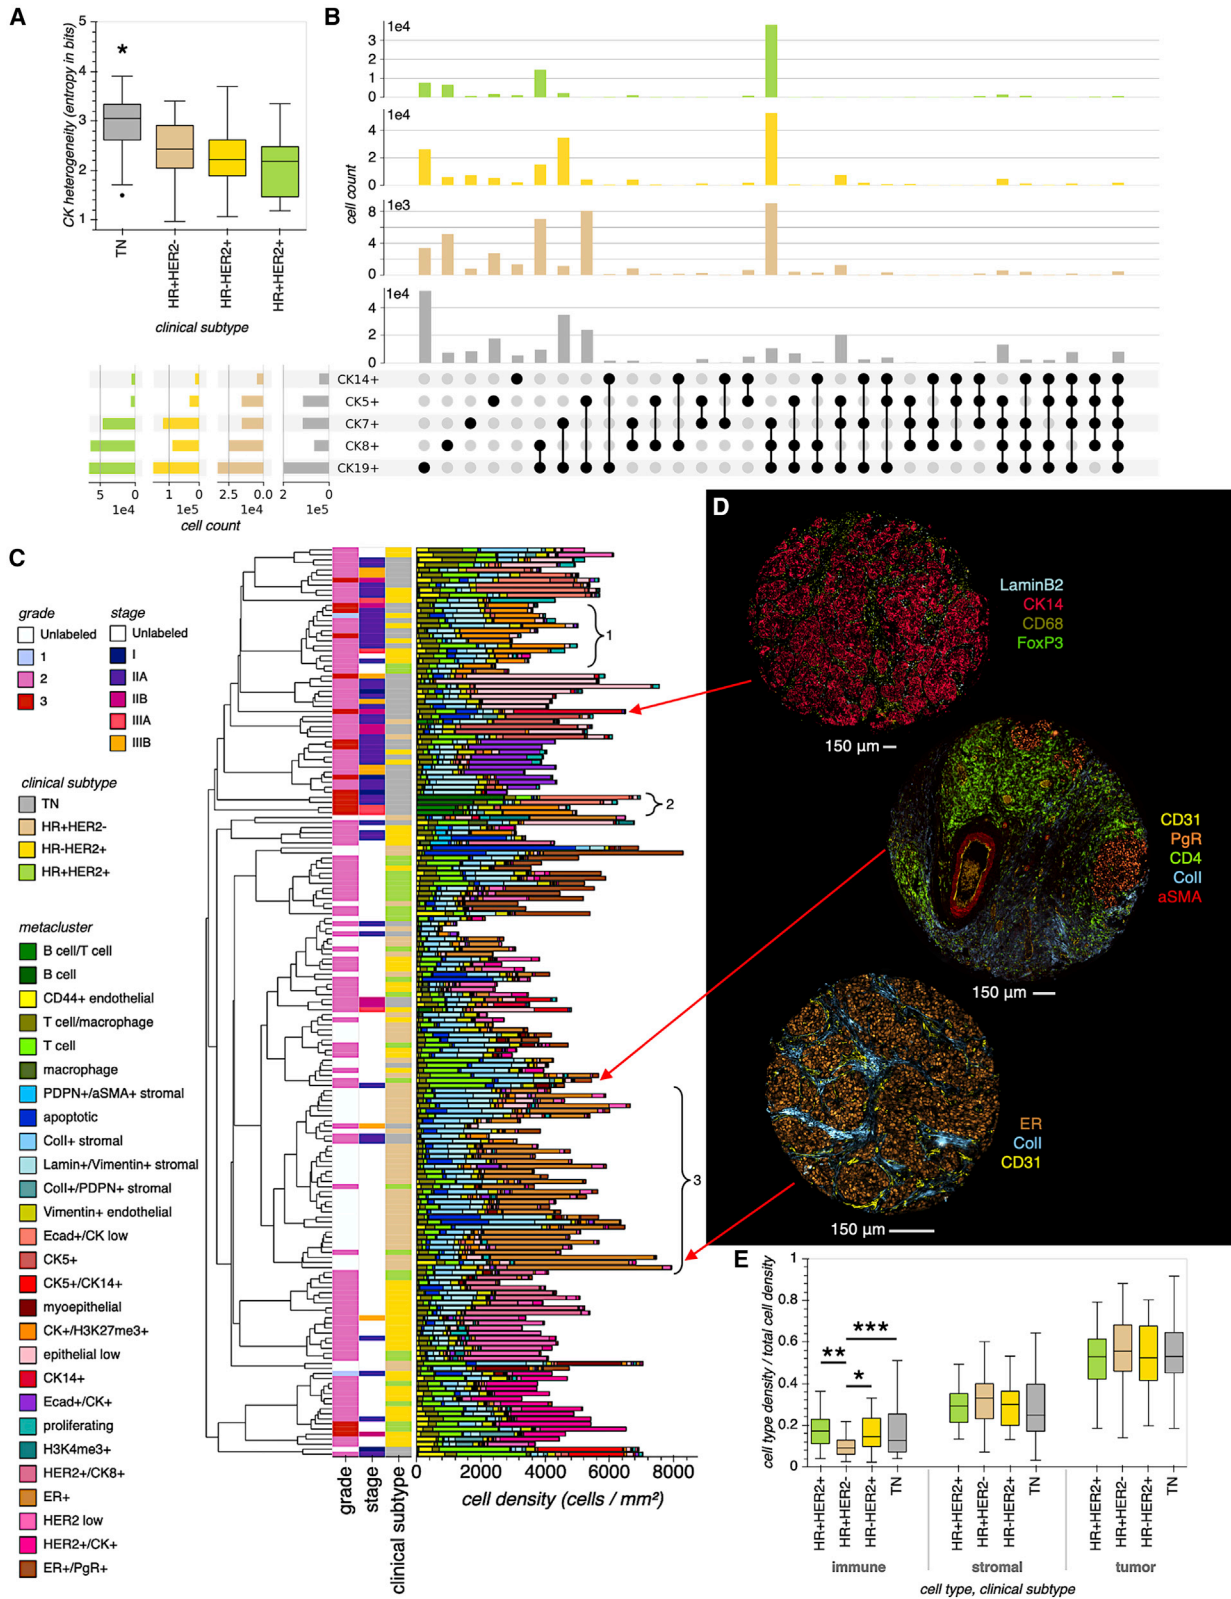 A
CK heterogeneity (entropy in bits)
5
4
3
2
1
*
TN
HR+HER2-
HR-HER2+
HR+HER2+
clinical subtype
B
cell count
1e4
3
2
1
0
1e4
4
2
0
1e3
8
4
0
1e4
4
2
0
CK14+
CK5+
CK7+
CK8+
CK19+
5 0
1e4
1 0
1e5
2.5 0.0
1e4
2 0
1e5
cell count
C
grade
Unlabeled
1
2
3
stage
Unlabeled
I
IIA
IIB
IIIA
IIIB
clinical subtype
TN
HR+HER2-
HR-HER2+
HR+HER2+
metacluster
B cell/T cell
B cell
CD44+ endothelial
T cell/macrophage
T cell
macrophage
PDPN+/aSMA+ stromal
apoptotic
ColI+ stromal
Lamin+/Vimentin+ stromal
ColI+/PDPN+ stromal
Vimentin+ endothelial
Ecad+/CK low
CK5+
CK5+/CK14+
myoepithelial
CK+/H3K27me3+
epithelial low
CK14+
Ecad+/CK+
proliferating
H3K4me3+
HER2+/CK8+
ER+
HER2 low
HER2+/CK+
ER+/PgR+
1
2
3
grade
stage
clinical subtype
0 2000 4000 6000 8000
cell density (cells / mm²)
D
LaminB2
CK14
CD68
FoxP3
150 µm
CD31
PgR
CD4
ColI
aSMA
150 µm
ER
ColI
CD31
150 µm
E
cell type density / total cell density
1
0.8
0.6
0.4
0.2
0
**
***
*
HR+HER2+
HR+HER2-
HR-HER2+
TN
HR+HER2+
HR+HER2-
HR-HER2+
TN
HR+HER2+
HR+HER2-
HR-HER2+
TN
immune
stromal
tumor
cell type, clinical subtype